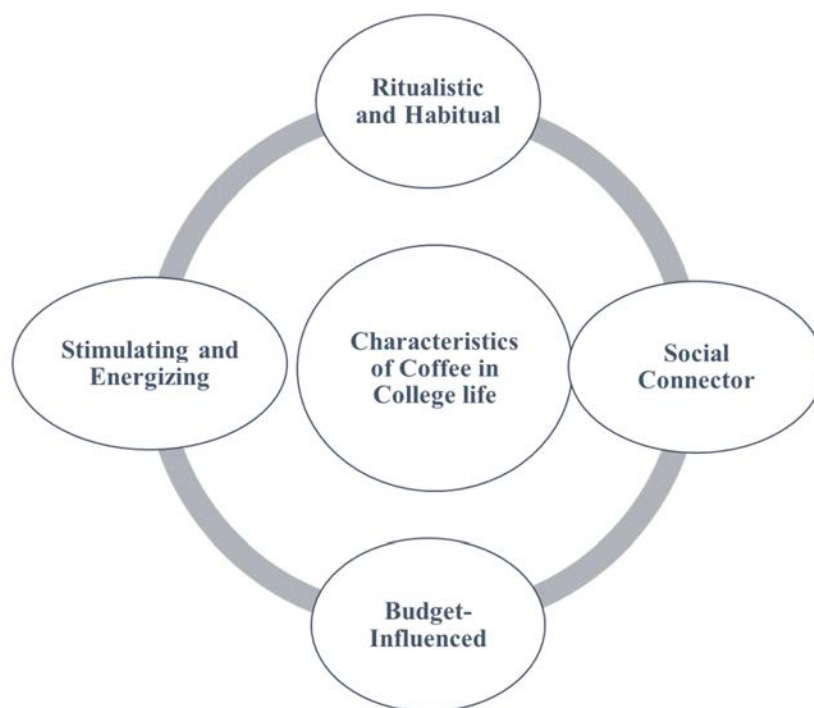 Ritualistic
and Habitual
Stimulating and
Energizing
Characteristics
of Coffee in
College life
Social
Connector
Budget-
Influenced